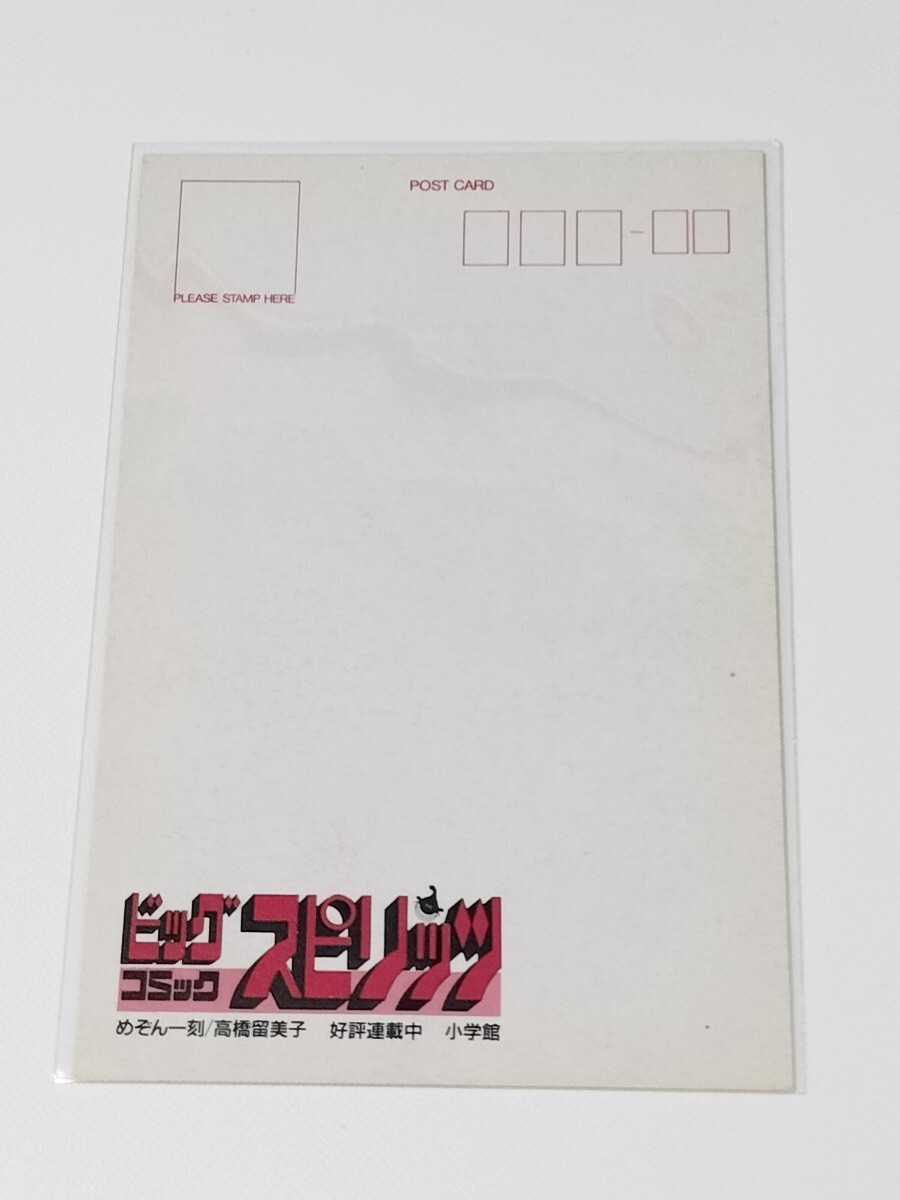 POST CARD
PLEASE STAMP HERE
ビッグ
コミック
スピリッツ
めぞん一刻/高橋留美子 好評連載中 小学館